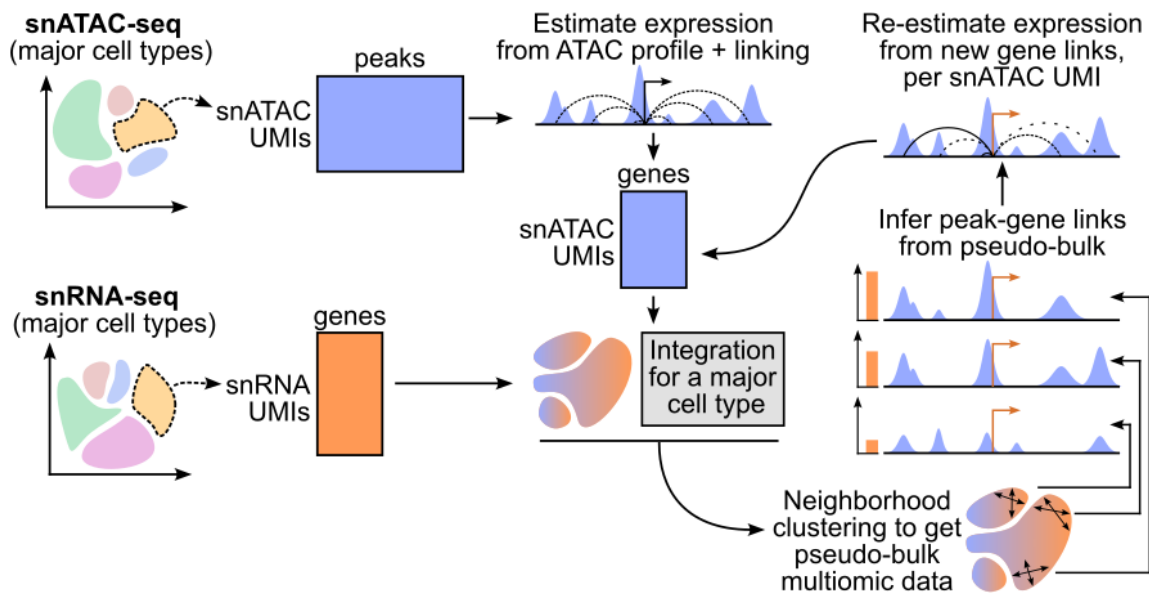 snATAC-seq
(major cell types)
peaks
snATAC
UMIs
Estimate expression
from ATAC profile + linking
Re-estimate expression
from new gene links,
per snATAC UMI
genes
snATAC
UMIs
Infer peak-gene links
from pseudo-bulk
snRNA-seq
(major cell types)
genes
snRNA
UMIs
Integration
for a major
cell type
Neighborhood
clustering to get
pseudo-bulk
multiomic data